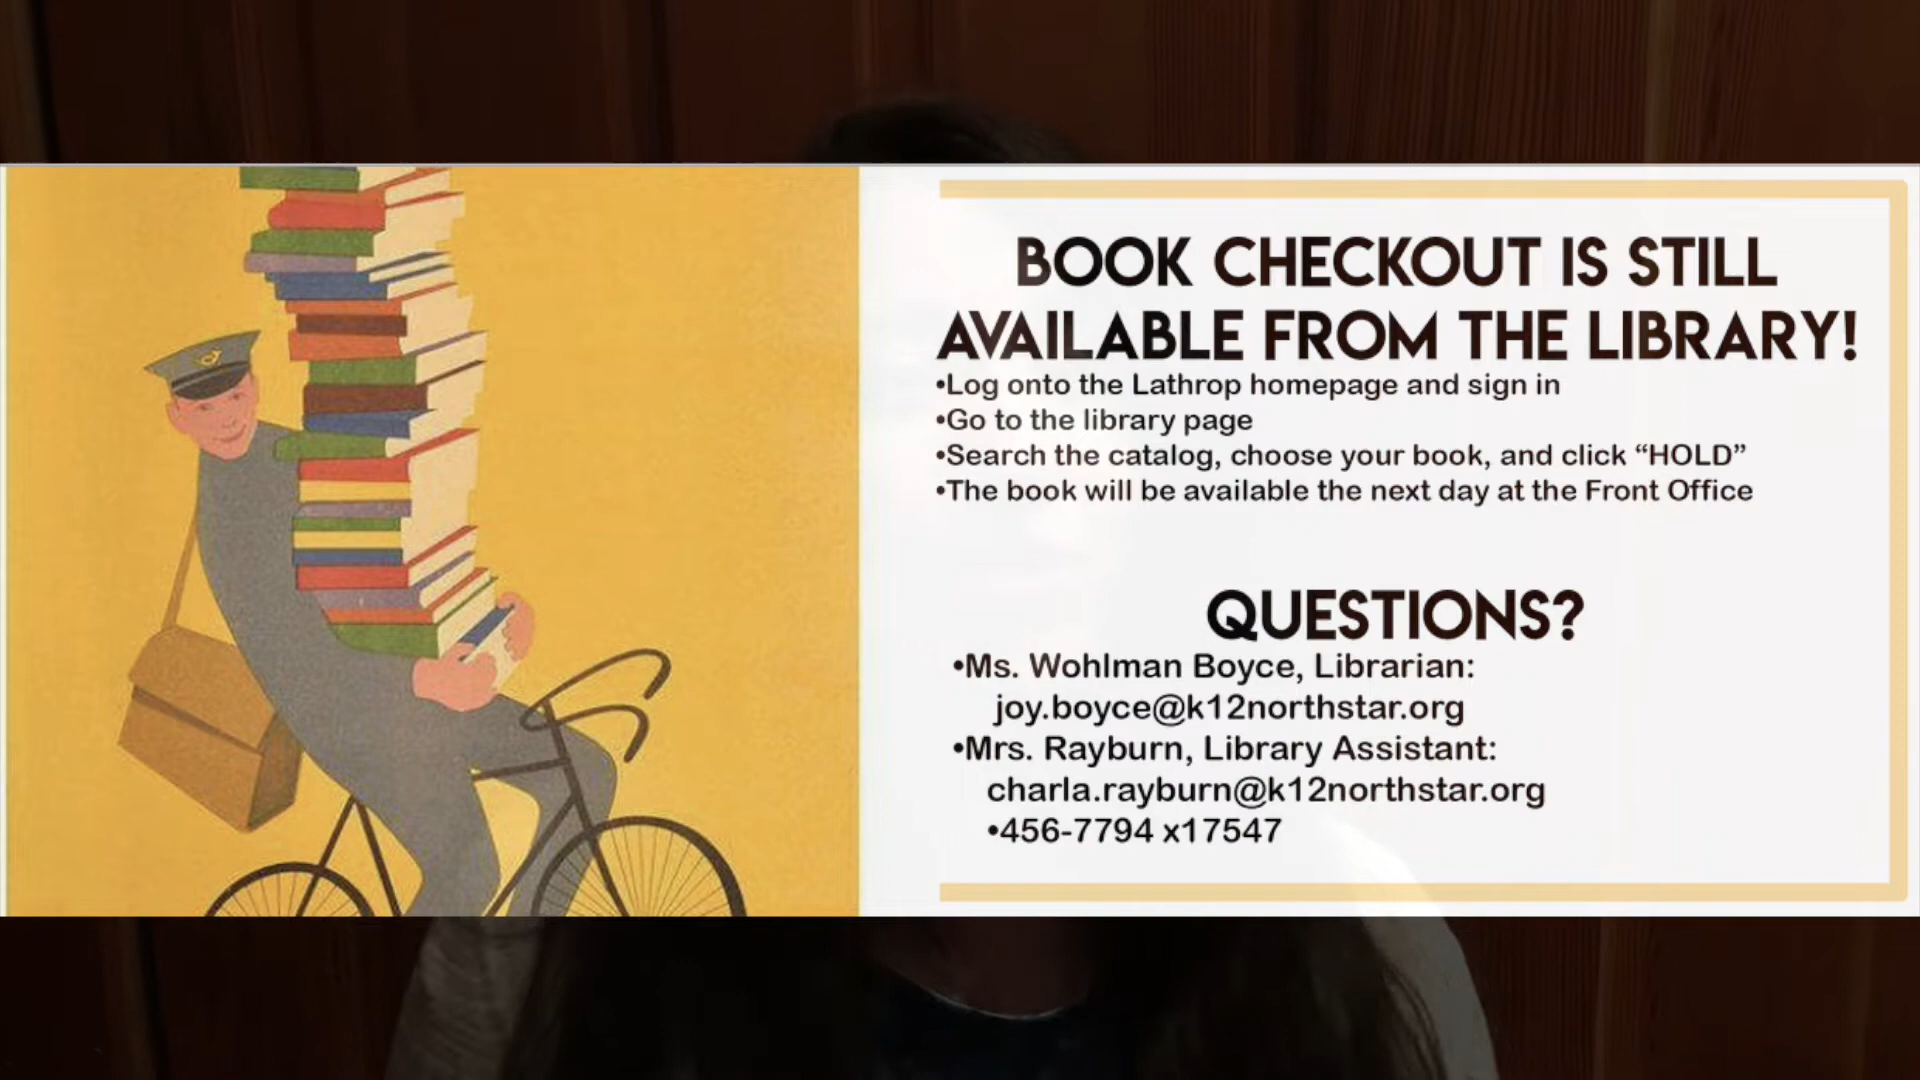 BOOK CHECKOUT IS STILL
AVAILABLE FROM THE LIBRARY!
•Log onto the Lathrop homepage and sign in
•Go to the library page
•Search the catalog, choose your book, and click “HOLD”
•The book will be available the next day at the Front Office
QUESTIONS?
•Ms. Wohlman Boyce, Librarian:
joy.boyce@k12northstar.org
•Mrs. Rayburn, Library Assistant:
charla.rayburn@k12northstar.org
•456-7794 x17547